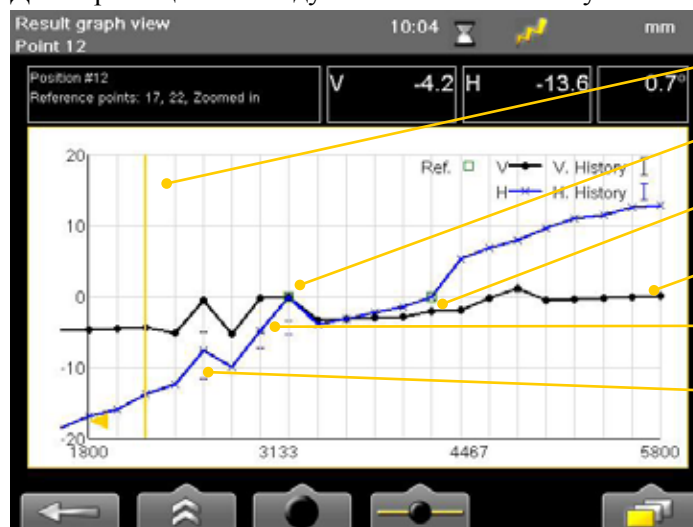 Result graph view 10:04 mm
Point 12
Position #12
Reference points: 17, 22, Zoomed in
V -4.2 H -13.6 0.7°
20
Ref. V V. History
H H. History
10
0
-10
-20
1800 3133 4467 5800